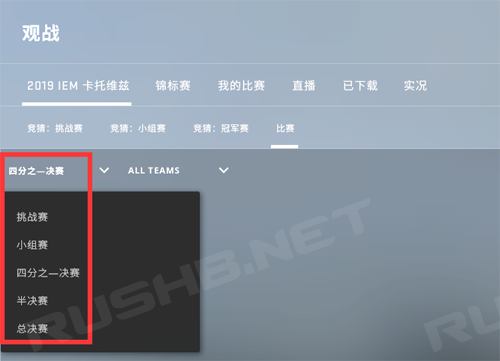 观战
2019 IEM 卡托维兹 锦标赛 我的比赛 直播 已下载 实况
竞猜：挑战赛 竞猜：小组赛 竞猜：冠军赛 比赛
四分之一决赛 ALL TEAMS
挑战赛
小组赛
四分之一决赛
半决赛
总决赛
RUSHB.NET
RU